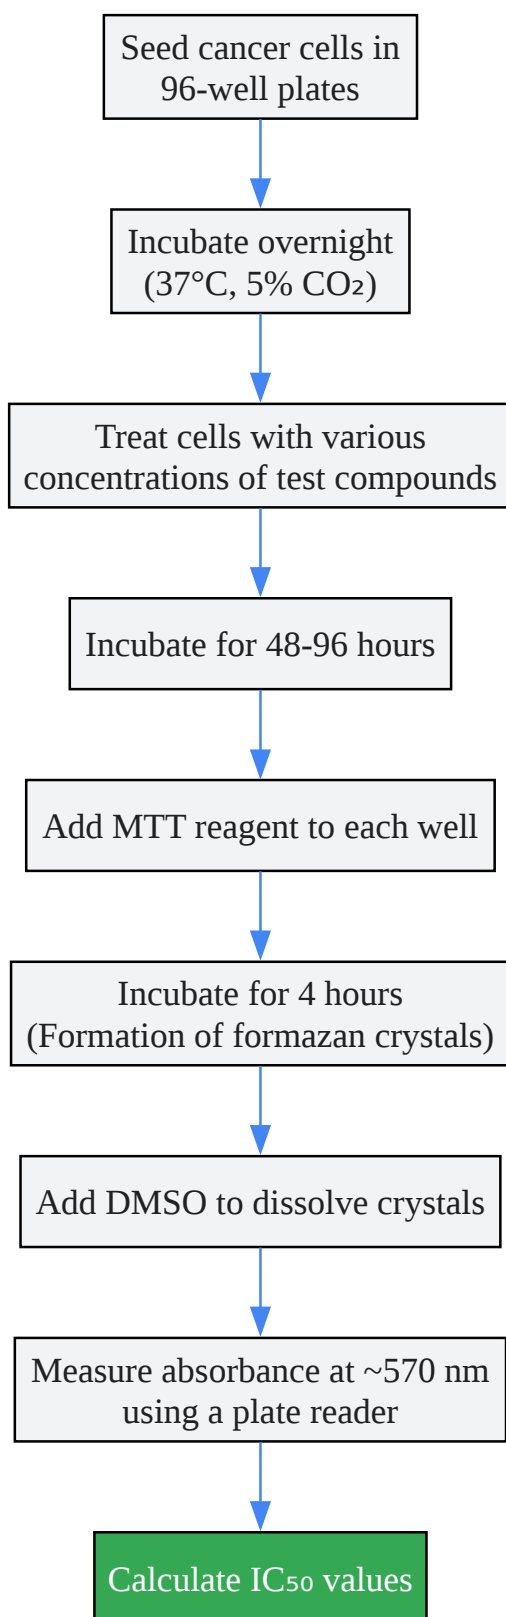 Seed cancer cells in
96-well plates
Incubate overnight
(37°C, 5% CO₂)
Treat cells with various
concentrations of test compounds
Incubate for 48-96 hours
Add MTT reagent to each well
Incubate for 4 hours
(Formation of formazan crystals)
Add DMSO to dissolve crystals
Measure absorbance at ~570 nm
using a plate reader
Calculate IC₅₀ values